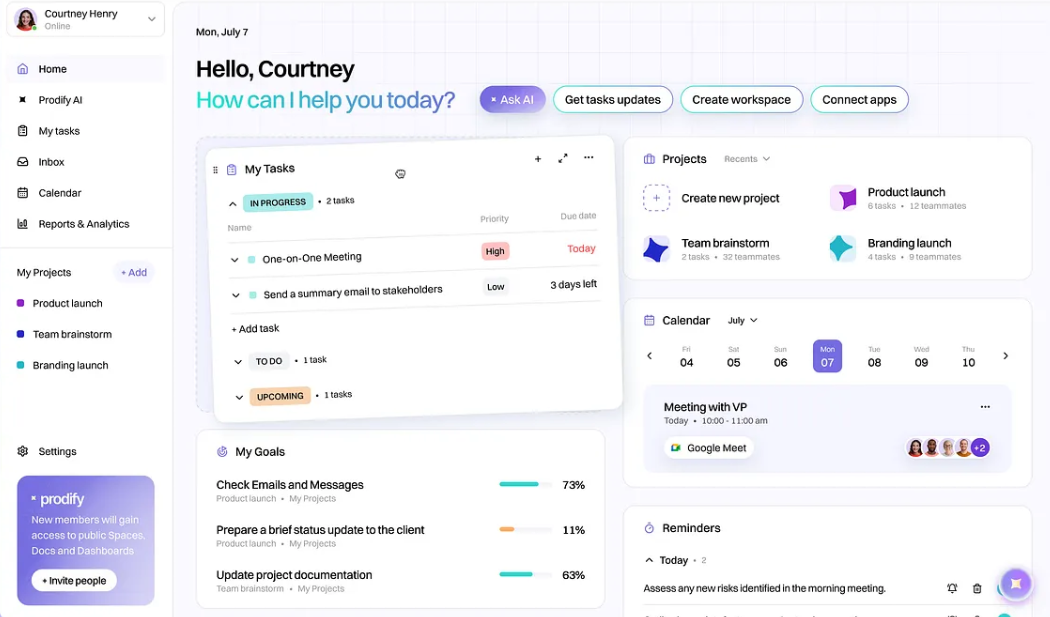 Courtney Henry
Online
Home
Prodify AI
My tasks
Inbox
Calendar
Reports & Analytics
My Projects
+ Add
Product launch
Team brainstorm
Branding launch
Settings
prodify
New members will gain
access to public Spaces,
Docs and Dashboards
+ Invite people
Mon, July 7
Hello, Courtney
How can I help you today?
Ask AI
Get tasks updates
Create workspace
Connect apps
My Tasks
IN PROGRESS • 2 tasks
Name Priority Due date
One-on-One Meeting High Today
Send a summary email to stakeholders Low 3 days left
+ Add task
TO DO • 1 task
UPCOMING • 1 tasks
My Goals
Check Emails and Messages 73%
Product launch • My Projects
Prepare a brief status update to the client 11%
Product launch • My Projects
Update project documentation 63%
Team brainstorm • My Projects
Projects Recents
Create new project
Product launch
6 tasks • 12 teammates
Team brainstorm
2 tasks • 32 teammates
Branding launch
4 tasks • 9 teammates
Calendar July
Fri Sat Sun Mon Tue Wed Thu
04 05 06 07 08 09 10
Meeting with VP
Today • 10:00 - 11:00 am
Google Meet
+2
Reminders
Today • 2
Assess any new risks identified in the morning meeting.